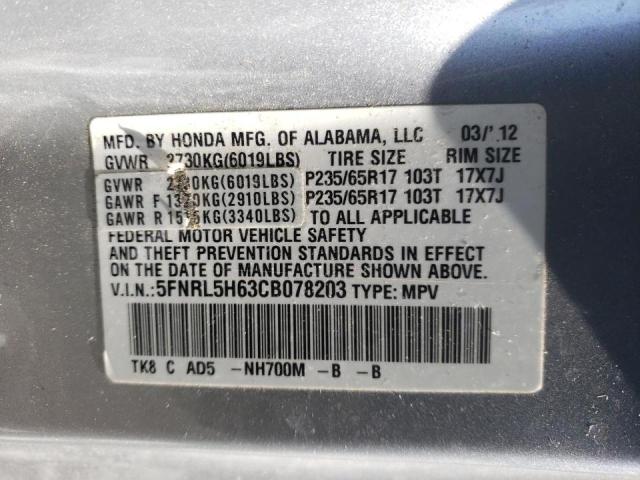 MFD. BY HONDA MFG. OF ALABAMA, LLC 03/'12
GVWR 2730KG(6019LBS) TIRE SIZE RIM SIZE
GVWR (6019LBS) P235/65R17 103T 17X7J
GAWR F (2910LBS) P235/65R17 103T 17X7J
GAWR R (3340LBS) TO ALL APPLICABLE
FEDERAL MOTOR VEHICLE SAFETY
AND THEFT PREVENTION STANDARDS IN EFFECT
ON THE DATE OF MANUFACTURE SHOWN ABOVE.
V.I.N.:5FNRL5H63CB078203 TYPE: MPV
TK8 C AD5 -NH700M -B -B